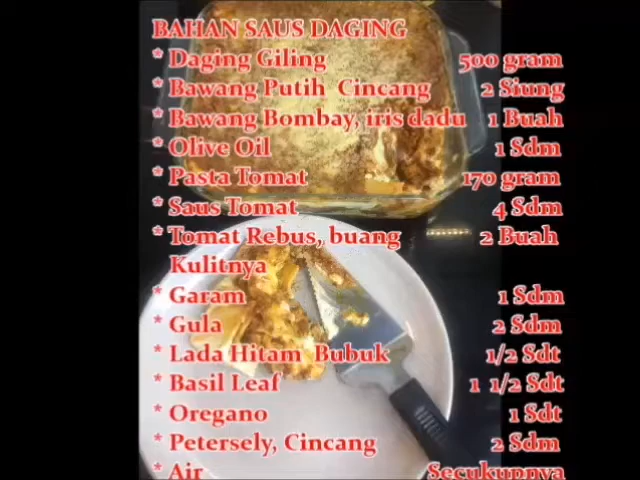 BAHAN SAUS DAGING
* Daging Giling 500 gram
* Bawang Putih Cincang 2 Siung
* Bawang Bombay, iris dadu 1 Buah
* Olive Oil 1 Sdm
* Pasta Tomat 170 gram
* Saus Tomat 4 Sdm
* Tomat Rebus, buang 2 Buah
Kulitnya
* Garam 1 Sdm
* Gula 2 Sdm
* Lada Hitam Bubuk 1/2 Sdt
* Basil Leaf 1 1/2 Sdt
* Oregano 1 Sdt
* Petersely, Cincang 2 Sdm
* Air Secukupnya